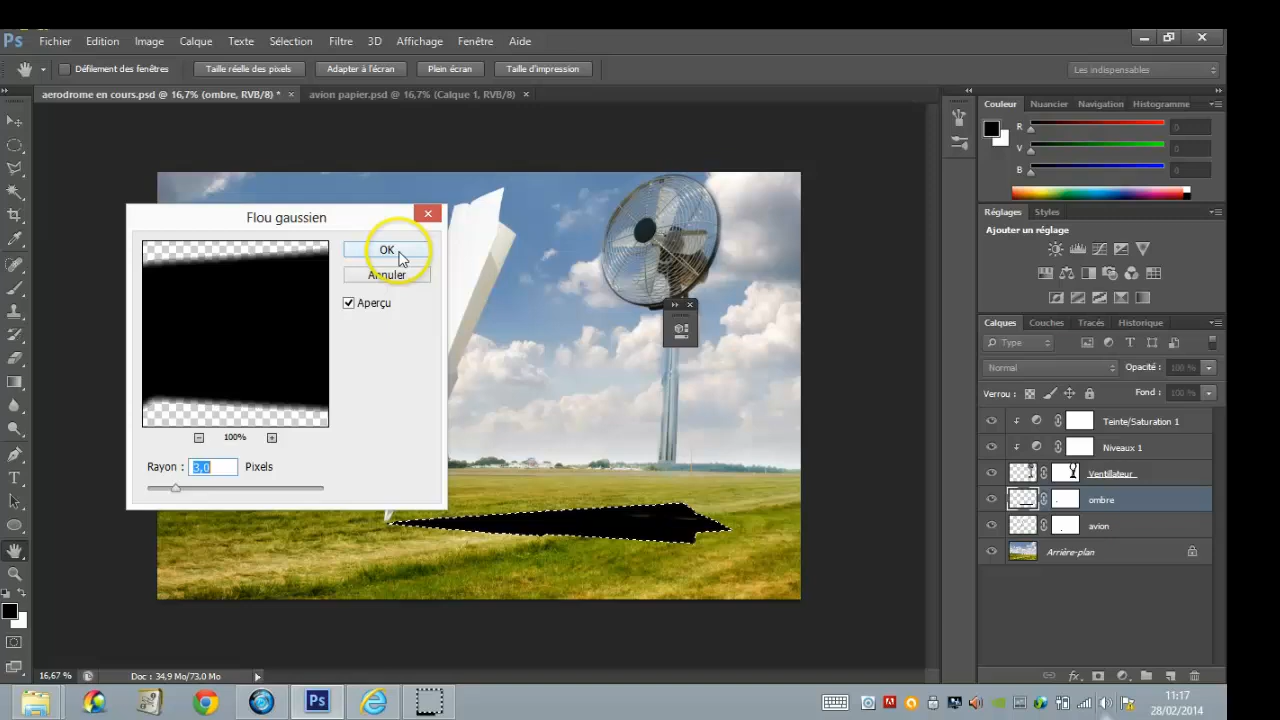 Ps Fichier Edition Image Calque Texte Sélection Filtre 3D Affichage Fenêtre Aide
Défilement des fenêtres Taille réelle des pixels Adapter à l'écran Plein écran Taille d'impression Les indispensables
aerodrome en cours.psd @ 16,7% (ombre, RVB/8) * × avion papier.psd @ 16,7% (Calque 1, RVB/8) ×
Couleur Nuancier Navigation Histogramme
R 0
V 0
B 0
Réglages Styles
Ajouter un réglage
Flou gaussien
OK
Annuler
Aperçu
100%
Rayon : 3,0 Pixels
Calques Couches Tracés Historique
Type
Normal Opacité : 100 %
Verrou : Fond : 100 %
Teinte/Saturation 1
Niveaux 1
Ventilateur
ombre
avion
Arrière-plan
16,67 % Doc : 34,9 Mo/73,0 Mo
Ps
11:17
28/02/2014